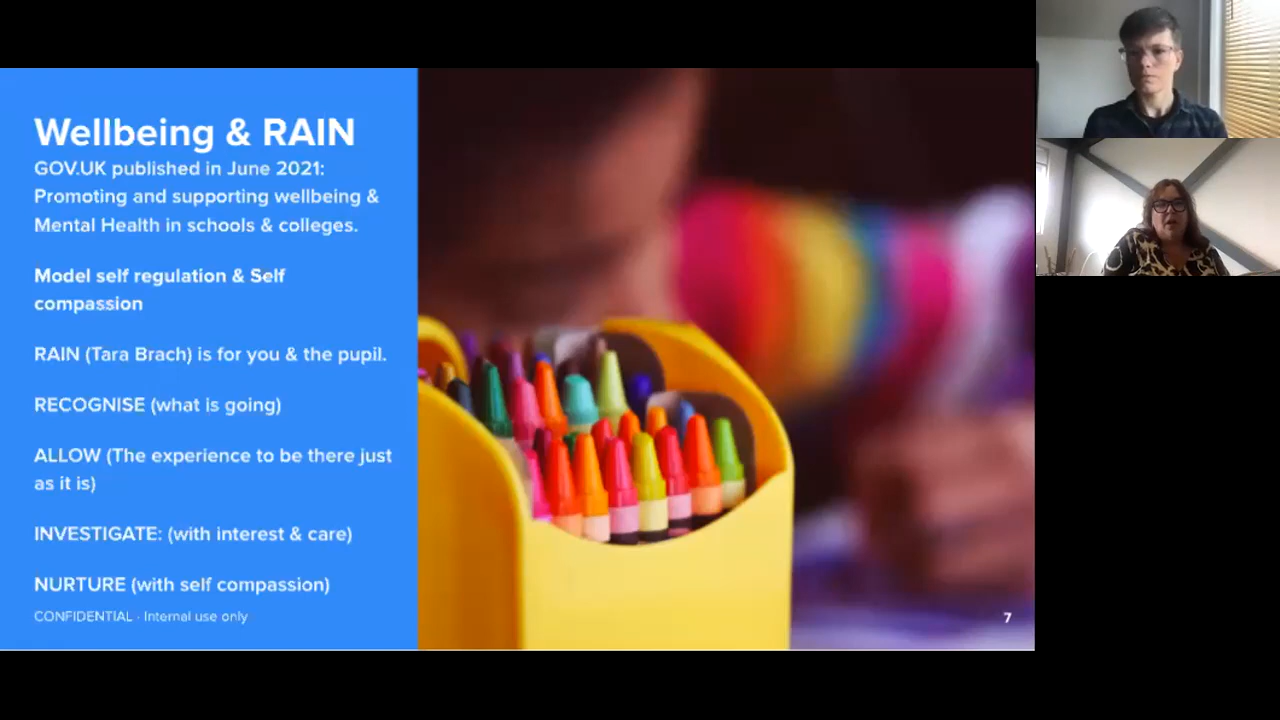 Wellbeing & RAIN
GOV.UK published in June 2021:
Promoting and supporting wellbeing &
Mental Health in schools & colleges.
Model self regulation & Self
compassion
RAIN (Tara Brach) is for you & the pupil.
RECOGNISE (what is going)
ALLOW (The experience to be there just
as it is)
INVESTIGATE: (with interest & care)
NURTURE (with self compassion)
CONFIDENTIAL - Internal use only
7